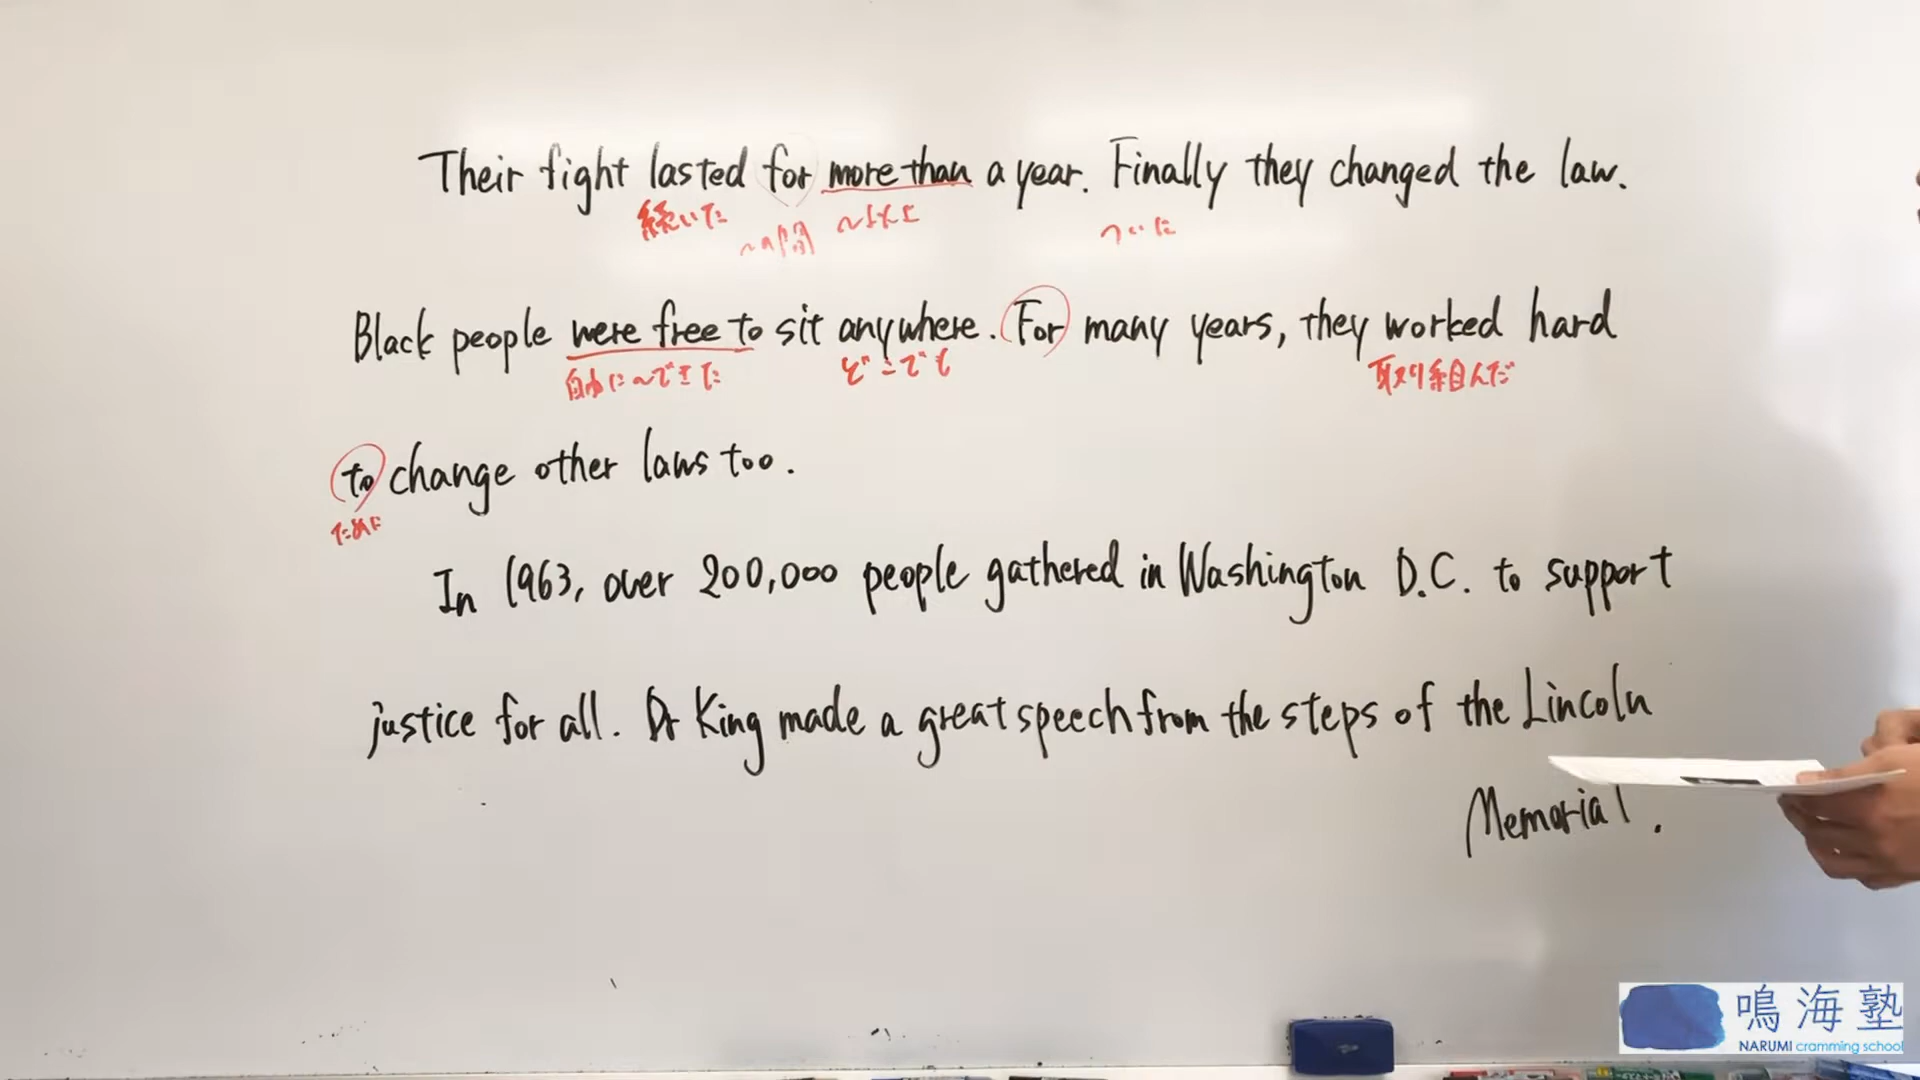 Their fight lasted for more than a year. Finally they changed the law.
続いた ～の間 ～以上 ついに
Black people were free to sit anywhere. For many years, they worked hard
自由に～できた どこでも 取り組んだ
to change other laws too.
ために
In 1963, over 200,000 people gathered in Washington D.C. to support
justice for all. Dr King made a great speech from the steps of the Lincoln
Memorial.
鳴海塾
NARUMI cramming school